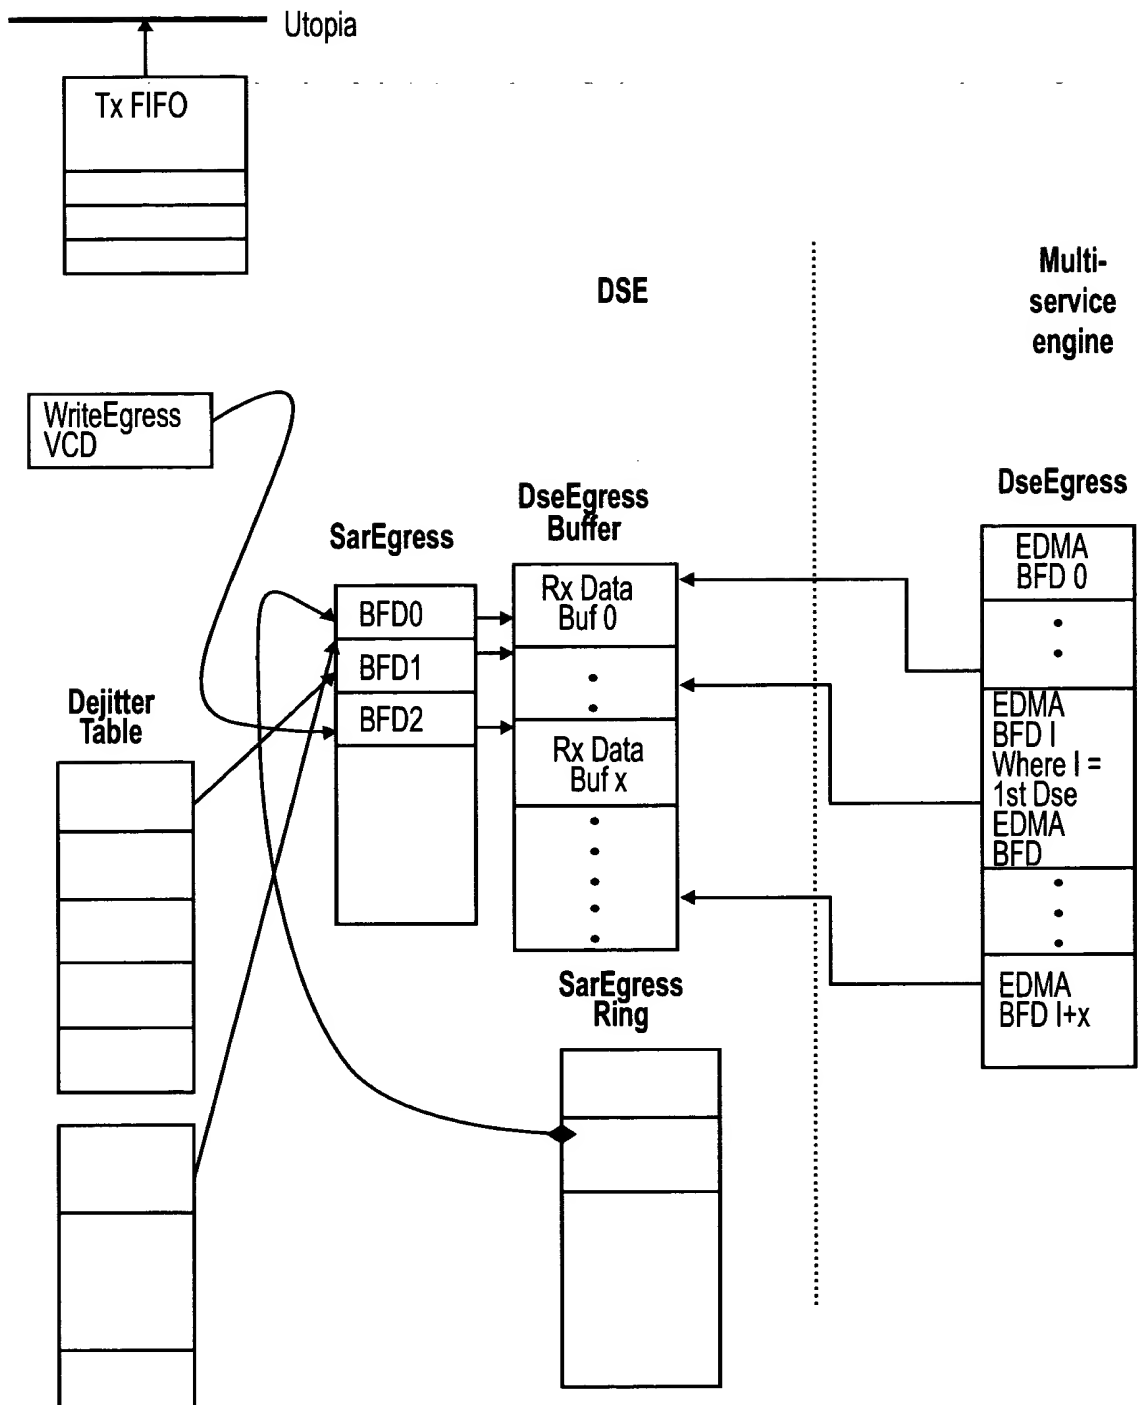 Utopia
Tx FIFO
DSE
Multi-
service
engine
WriteEgress
VCD
DseEgress
Buffer
DseEgress
SarEgress
EDMA
BFD 0
Rx Data
Buf 0
BFD0
BFD1
BFD2
Dejitter
Table
EDMA
BFD I
Where I =
1st Dse
EDMA
BFD
Rx Data
Buf x
SarEgress
Ring
EDMA
BFD I+x